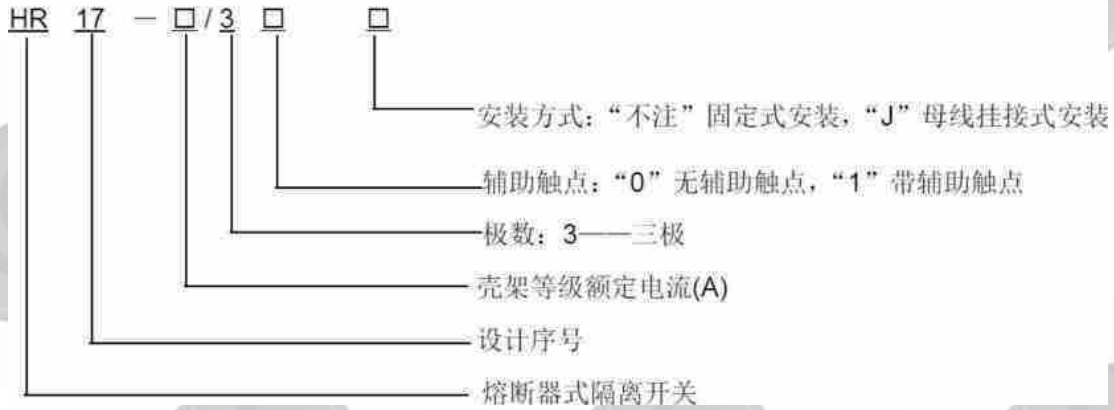 HR 17 － □/3 □ □
安装方式：“不注”固定式安装，“J”母线挂接式安装
辅助触点：“0”无辅助触点，“1”带辅助触点
极数：3——三极
壳架等级额定电流(A)
设计序号
熔断器式隔离开关